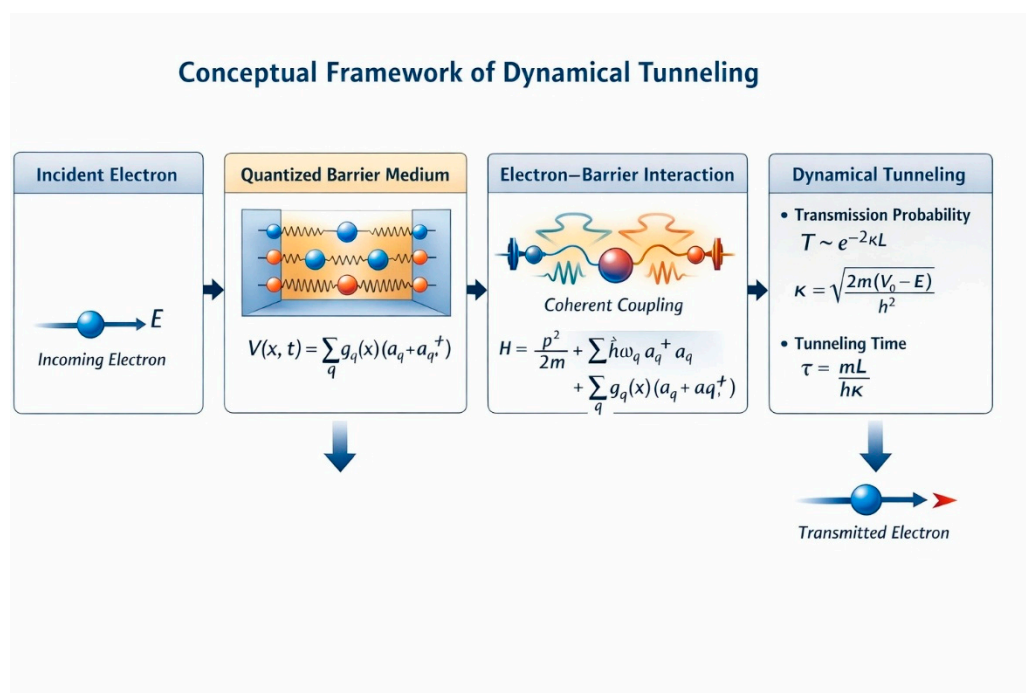 Conceptual Framework of Dynamical Tunneling
Incident Electron
E
Incoming Electron
Quantized Barrier Medium
V(x, t) = ∑_q g_q(x)(a_q + a_q,⁺)
Electron–Barrier Interaction
Coherent Coupling
H = p²/2m + ∑ ℏω_q a_q⁺ a_q
+ ∑_q g_q(x)(a_q + aq,⁺)
Dynamical Tunneling
• Transmission Probability
T ~ e^(−2κL)
κ = √(2m(V₀ − E)/h²)
• Tunneling Time
τ = mL/hκ
Transmitted Electron